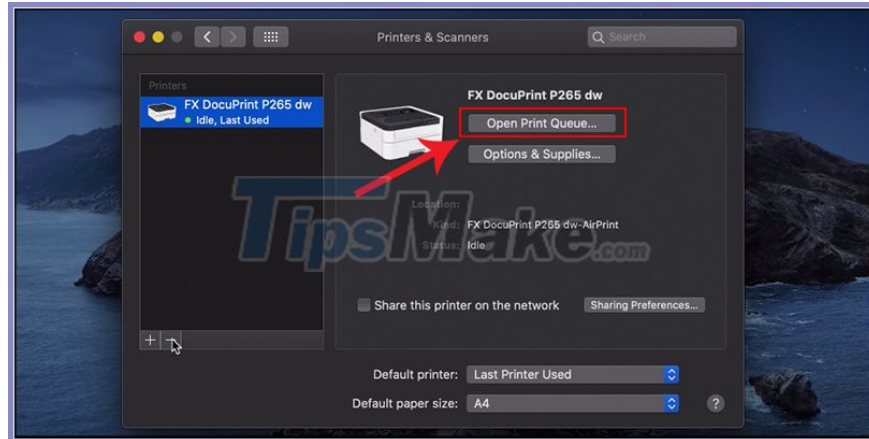 Printers & Scanners
Search
Printers
FX DocuPrint P265 dw
Idle, Last Used
FX DocuPrint P265 dw
Open Print Queue...
Options & Supplies...
Location:
Kind: FX DocuPrint P265 dw-AirPrint
Status: Idle
TipsMake.com
Share this printer on the network
Sharing Preferences...
+ −
Default printer: Last Printer Used
Default paper size: A4
?